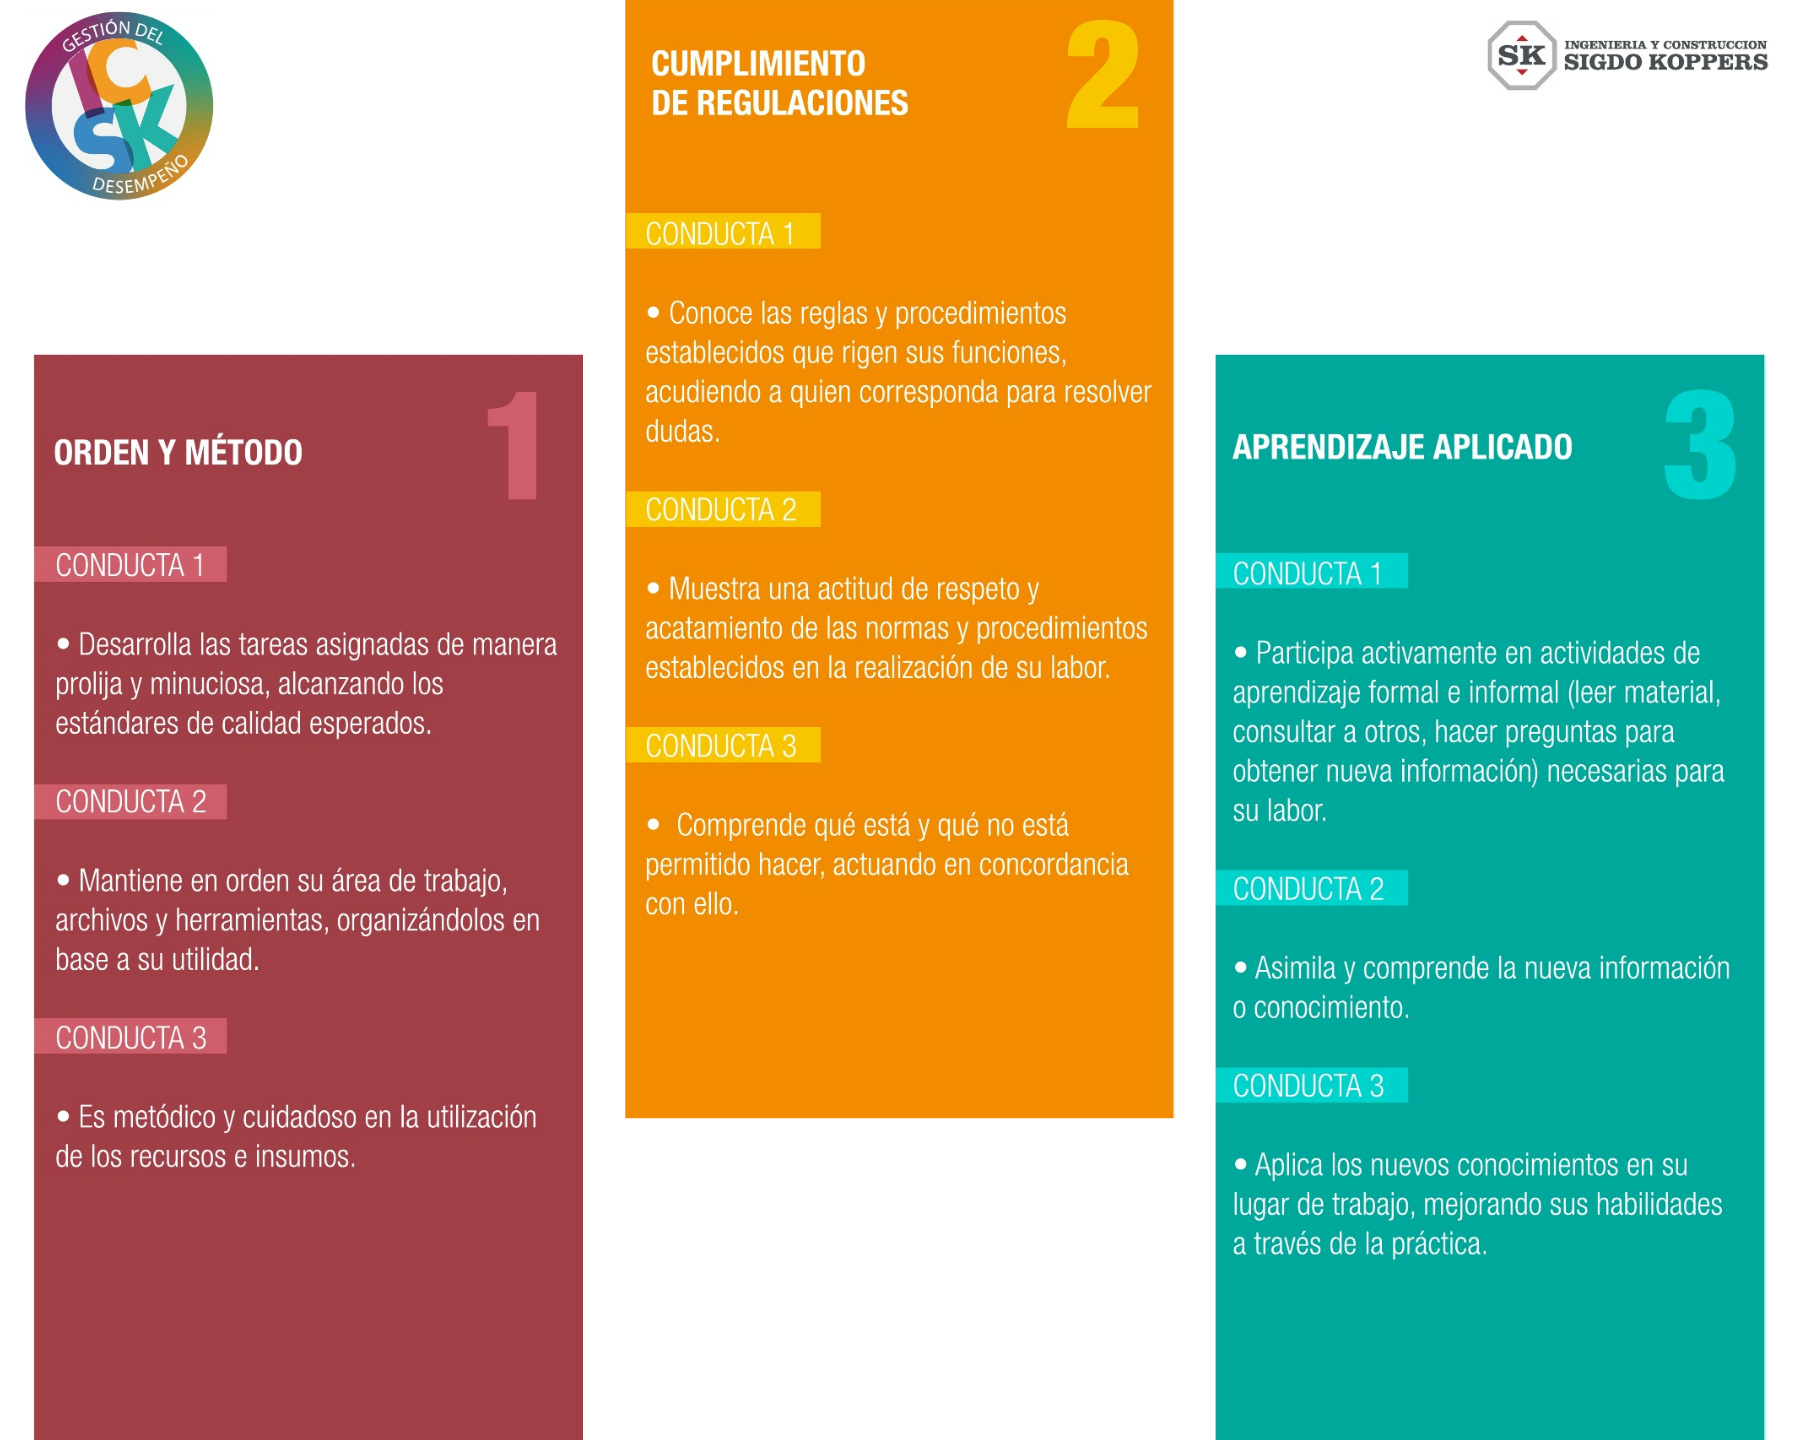 GESTIÓN DEL
ICSK
DESEMPEÑO
INGENIERIA Y CONSTRUCCION
SIGDO KOPPERS
SK
ORDEN Y MÉTODO
1
CONDUCTA 1
• Desarrolla las tareas asignadas de manera
prolija y minuciosa, alcanzando los
estándares de calidad esperados.
CONDUCTA 2
• Mantiene en orden su área de trabajo,
archivos y herramientas, organizándolos en
base a su utilidad.
CONDUCTA 3
• Es metódico y cuidadoso en la utilización
de los recursos e insumos.
CUMPLIMIENTO
DE REGULACIONES
2
CONDUCTA 1
• Conoce las reglas y procedimientos
establecidos que rigen sus funciones,
acudiendo a quien corresponda para resolver
dudas.
CONDUCTA 2
• Muestra una actitud de respeto y
acatamiento de las normas y procedimientos
establecidos en la realización de su labor.
CONDUCTA 3
• Comprende qué está y qué no está
permitido hacer, actuando en concordancia
con ello.
APRENDIZAJE APLICADO
3
CONDUCTA 1
• Participa activamente en actividades de
aprendizaje formal e informal (leer material,
consultar a otros, hacer preguntas para
obtener nueva información) necesarias para
su labor.
CONDUCTA 2
• Asimila y comprende la nueva información
o conocimiento.
CONDUCTA 3
• Aplica los nuevos conocimientos en su
lugar de trabajo, mejorando sus habilidades
a través de la práctica.